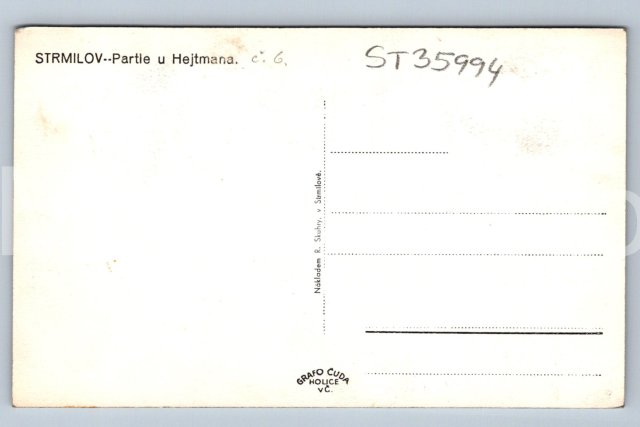 STRMILOV--Partie u Hejtmana. č. 6.
ST35994
Nákladem R. Skuhry, v Strmilově.
GRAFO ČUDA
HOLICE
V Č.